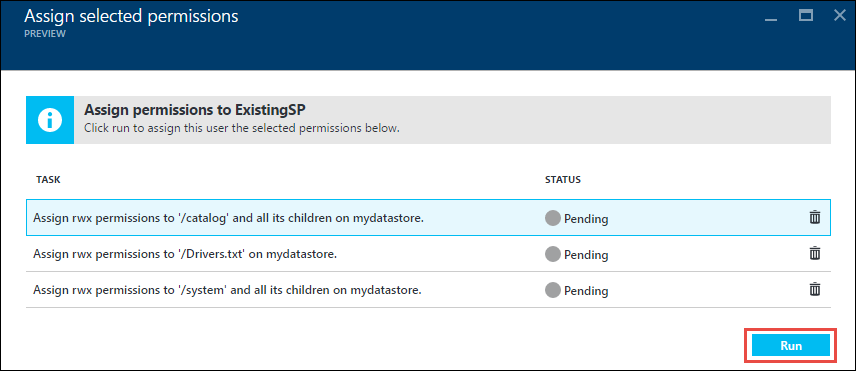 Assign selected permissions
PREVIEW
Assign permissions to ExistingSP
Click run to assign this user the selected permissions below.
TASK STATUS
Assign rwx permissions to '/catalog' and all its children on mydatastore. Pending
Assign rwx permissions to '/Drivers.txt' on mydatastore. Pending
Assign rwx permissions to '/system' and all its children on mydatastore. Pending
Run